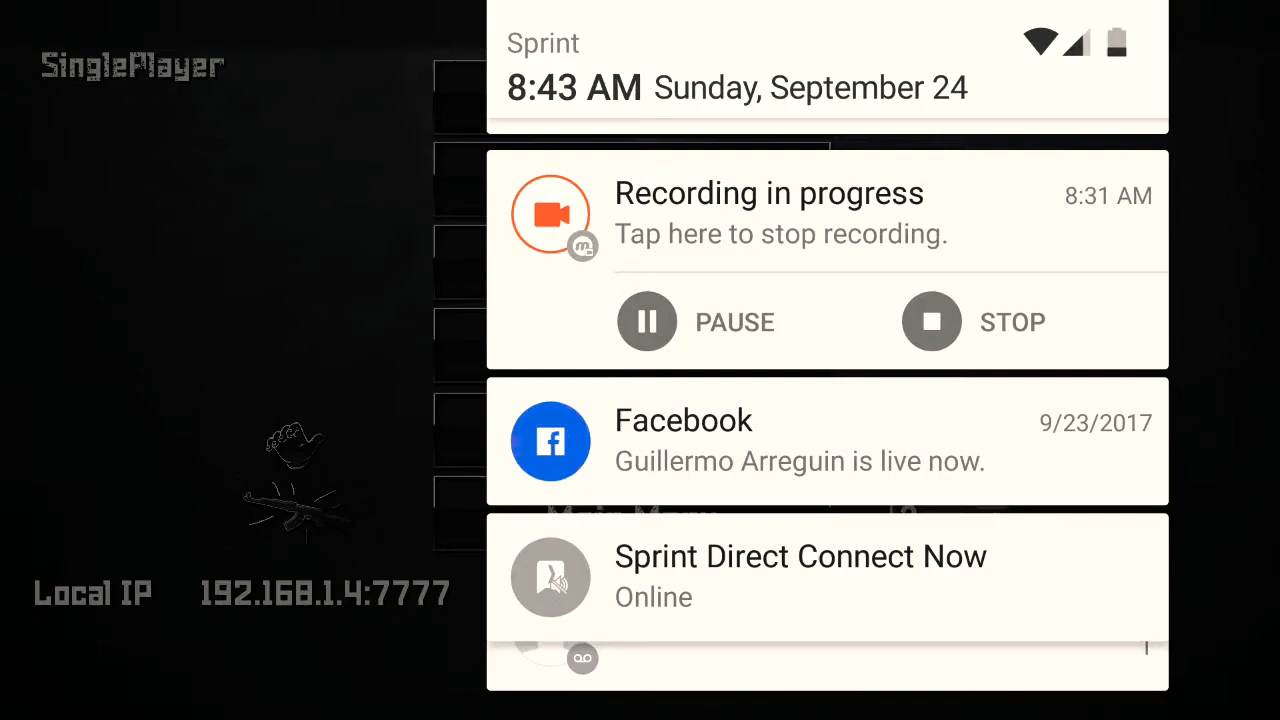 SinglePlayer
Sprint
8:43 AM Sunday, September 24
Recording in progress 8:31 AM
Tap here to stop recording.
PAUSE STOP
Facebook 9/23/2017
Guillermo Arreguin is live now.
Sprint Direct Connect Now
Online
Local IP 192.168.1.4:7777